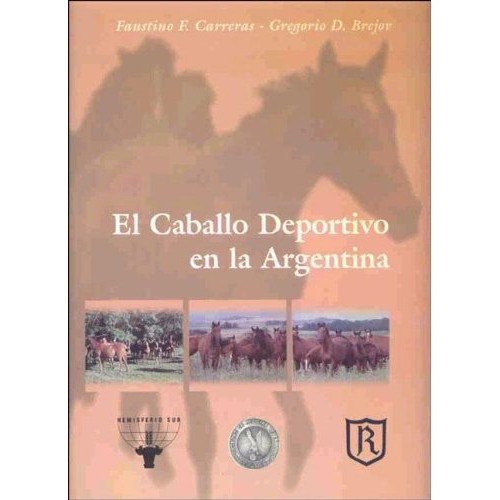 Faustino F. Carreras - Gregorio D. Brejov
El Caballo Deportivo
en la Argentina
HEMISFERIO SUR
R